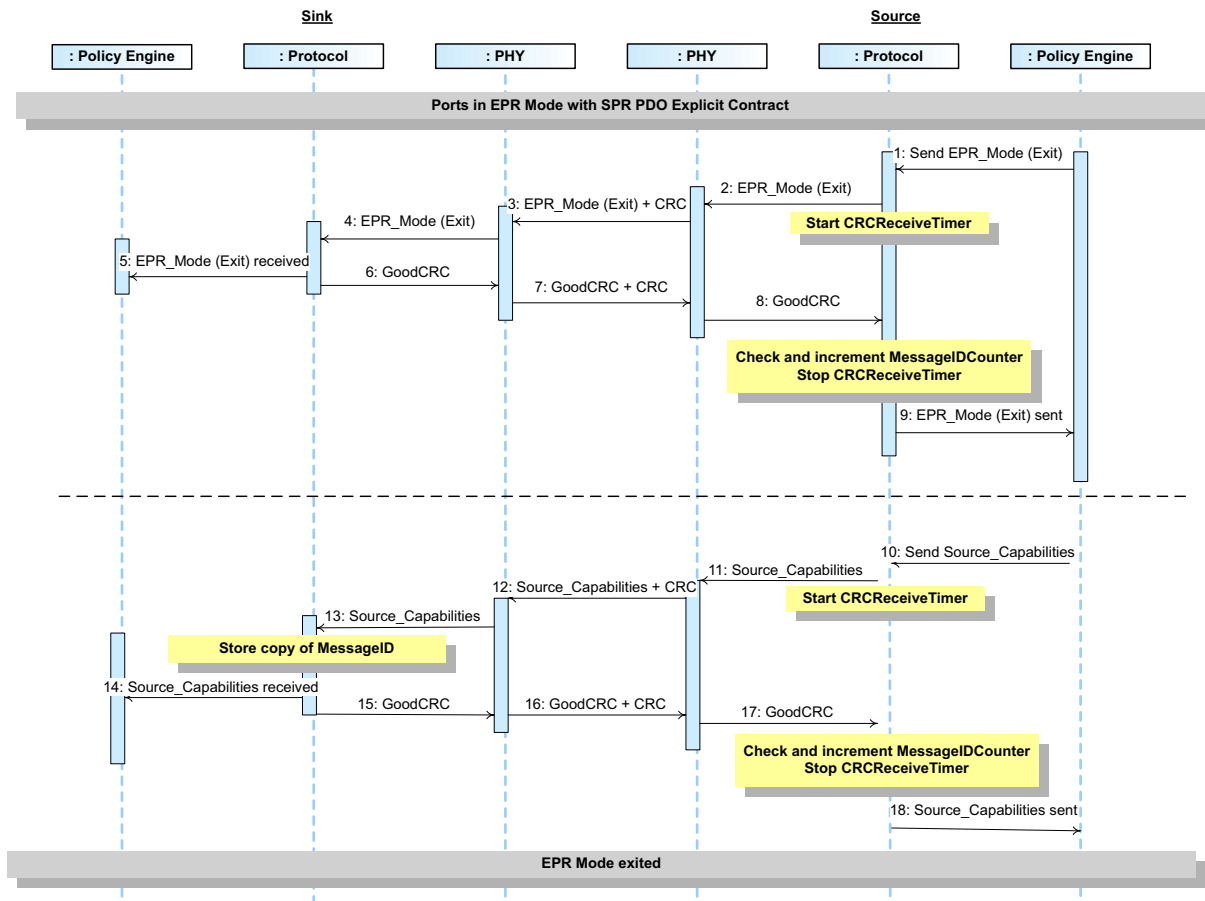 Sink
Source
: Policy Engine
: Protocol
: PHY
: PHY
: Protocol
: Policy Engine
Ports in EPR Mode with SPR PDO Explicit Contract
1: Send EPR_Mode (Exit)
2: EPR_Mode (Exit)
3: EPR_Mode (Exit) + CRC
Start CRCReceiveTimer
4: EPR_Mode (Exit)
5: EPR_Mode (Exit) received
6: GoodCRC
7: GoodCRC + CRC
8: GoodCRC
Check and increment MessageIDCounter
Stop CRCReceiveTimer
9: EPR_Mode (Exit) sent
10: Send Source_Capabilities
11: Source_Capabilities
12: Source_Capabilities + CRC
Start CRCReceiveTimer
13: Source_Capabilities
Store copy of MessageID
14: Source_Capabilities received
15: GoodCRC
16: GoodCRC + CRC
17: GoodCRC
Check and increment MessageIDCounter
Stop CRCReceiveTimer
18: Source_Capabilities sent
EPR Mode exited